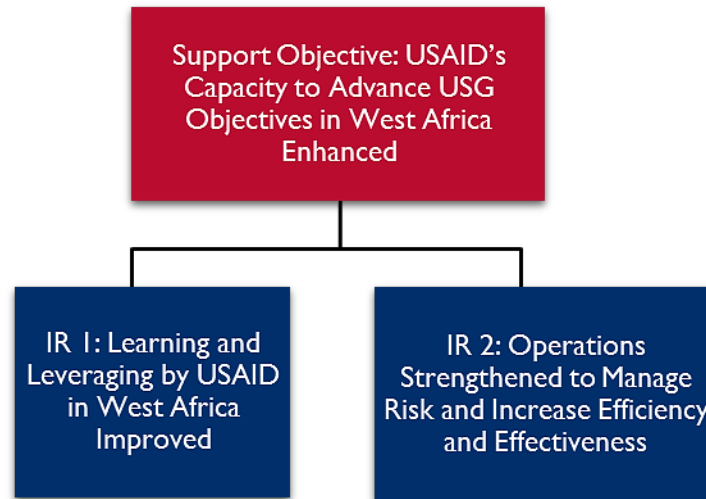 Support Objective: USAID's
Capacity to Advance USG
Objectives in West Africa
Enhanced
IR 1: Learning and
Leveraging by USAID
in West Africa
Improved
IR 2: Operations
Strengthened to Manage
Risk and Increase Efficiency
and Effectiveness